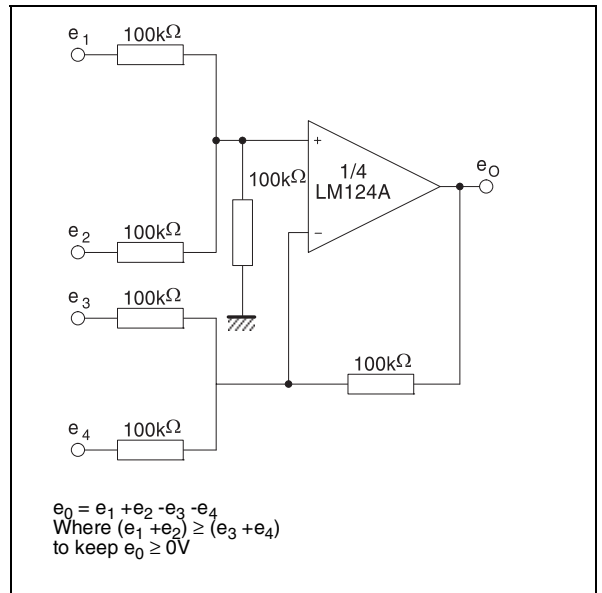 e1
100kΩ
+
1/4
LM124A
eO
100kΩ
e2
100kΩ
−
e3
100kΩ
100kΩ
e4
100kΩ
e0 = e1 +e2 -e3 -e4
Where (e1 +e2) ≥ (e3 +e4)
to keep e0 ≥ 0V